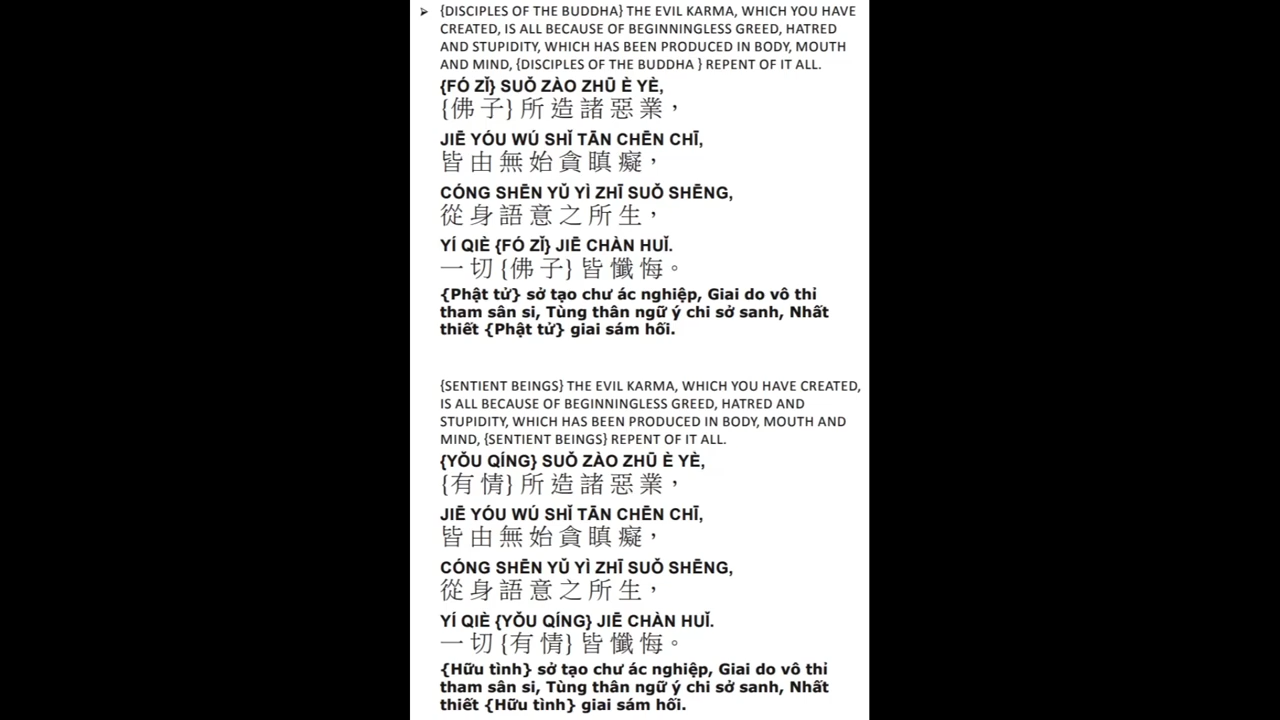 ➢ {DISCIPLES OF THE BUDDHA} THE EVIL KARMA, WHICH YOU HAVE
CREATED, IS ALL BECAUSE OF BEGINNINGLESS GREED, HATRED
AND STUPIDITY, WHICH HAS BEEN PRODUCED IN BODY, MOUTH
AND MIND, {DISCIPLES OF THE BUDDHA } REPENT OF IT ALL.
{FÓ ZǏ} SUǑ ZÀO ZHŪ È YÈ,
{佛 子} 所 造 諸 惡 業，
JIĒ YÓU WÚ SHǏ TĀN CHĒN CHĪ,
皆 由 無 始 貪 瞋 癡，
CÓNG SHĒN YǓ YÌ ZHĪ SUǑ SHĒNG,
從 身 語 意 之 所 生，
YÍ QIÈ {FÓ ZǏ} JIĒ CHÀN HUǏ.
一 切 {佛 子} 皆 懺 悔。
{Phật tử} sở tạo chư ác nghiệp, Giai do vô thỉ
tham sân si, Tùng thân ngữ ý chi sở sanh, Nhất
thiết {Phật tử} giai sám hối.
{SENTIENT BEINGS} THE EVIL KARMA, WHICH YOU HAVE CREATED,
IS ALL BECAUSE OF BEGINNINGLESS GREED, HATRED AND
STUPIDITY, WHICH HAS BEEN PRODUCED IN BODY, MOUTH AND
MIND, {SENTIENT BEINGS} REPENT OF IT ALL.
{YǑU QÍNG} SUǑ ZÀO ZHŪ È YÈ,
{有 情} 所 造 諸 惡 業，
JIĒ YÓU WÚ SHǏ TĀN CHĒN CHĪ,
皆 由 無 始 貪 瞋 癡，
CÓNG SHĒN YǓ YÌ ZHĪ SUǑ SHĒNG,
從 身 語 意 之 所 生，
YÍ QIÈ {YǑU QÍNG} JIĒ CHÀN HUǏ.
一 切 {有 情} 皆 懺 悔。
{Hữu tình} sở tạo chư ác nghiệp, Giai do vô thỉ
tham sân si, Tùng thân ngữ ý chi sở sanh, Nhất
thiết {Hữu tình} giai sám hối.